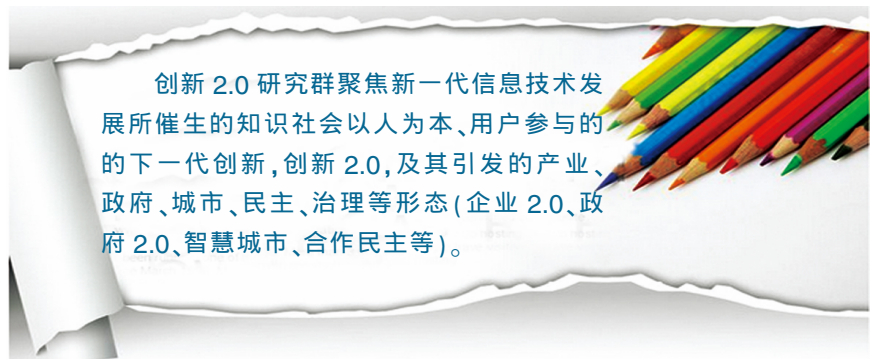 创新 2.0 研究群聚焦新一代信息技术发
展所催生的知识社会以人为本、用户参与的
的下一代创新,创新 2.0,及其引发的产业、
政府、城市、民主、治理等形态(企业 2.0、政
府 2.0、智慧城市、合作民主等)。